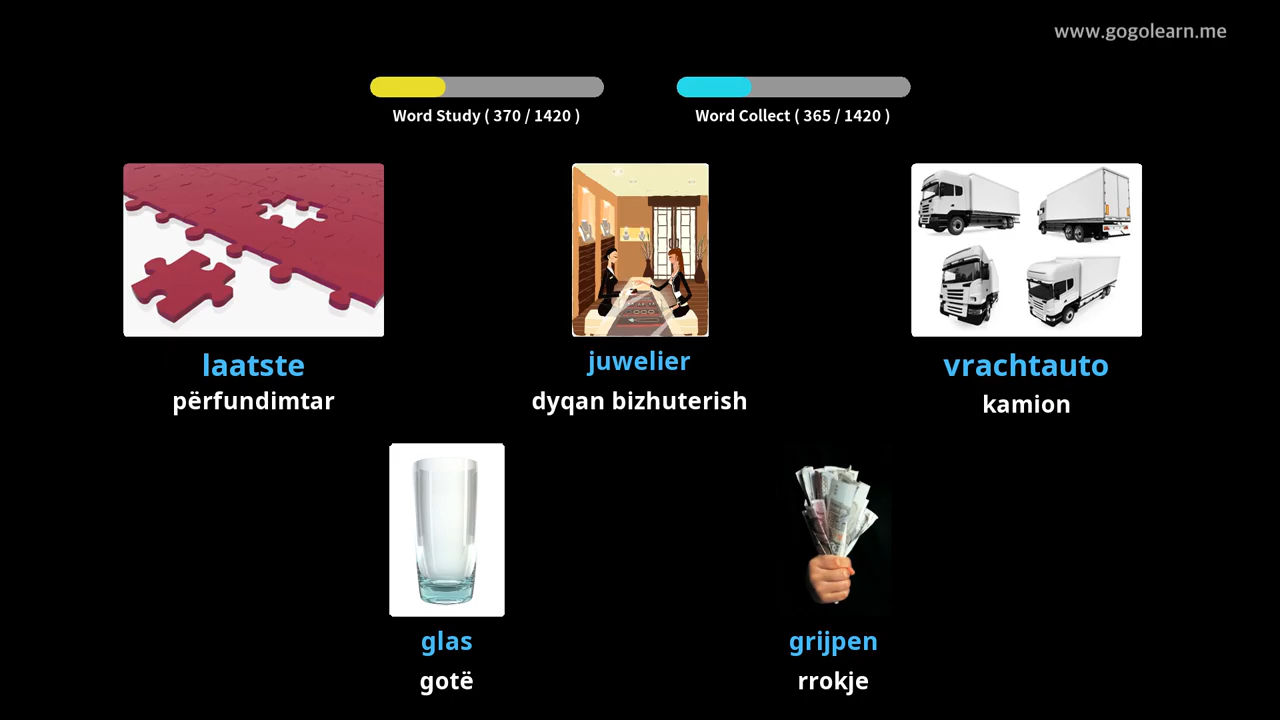 www.gogolearn.me
Word Study ( 370 / 1420 )
Word Collect ( 365 / 1420 )
laatste
përfundimtar
juwelier
dyqan bizhuterish
vrachtauto
kamion
glas
gotë
grijpen
rrokje